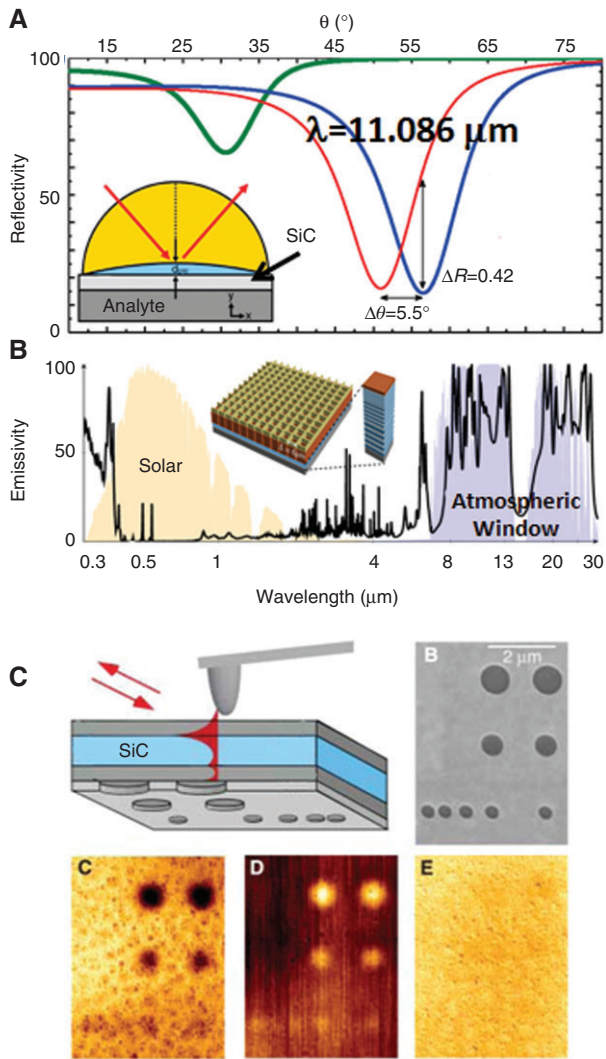 A
θ (°)
15 25 35 45 55 65 75
100
λ=11.086 μm
Reflectivity
50
SiC
ΔR=0.42
Analyte
y
x
Δθ=5.5°
0
B
100
Emissivity
50
Solar
Atmospheric
Window
0
0.3 0.5 1 4 8 13 20 30
Wavelength (μm)
C
B
2 μm
SiC
C D E